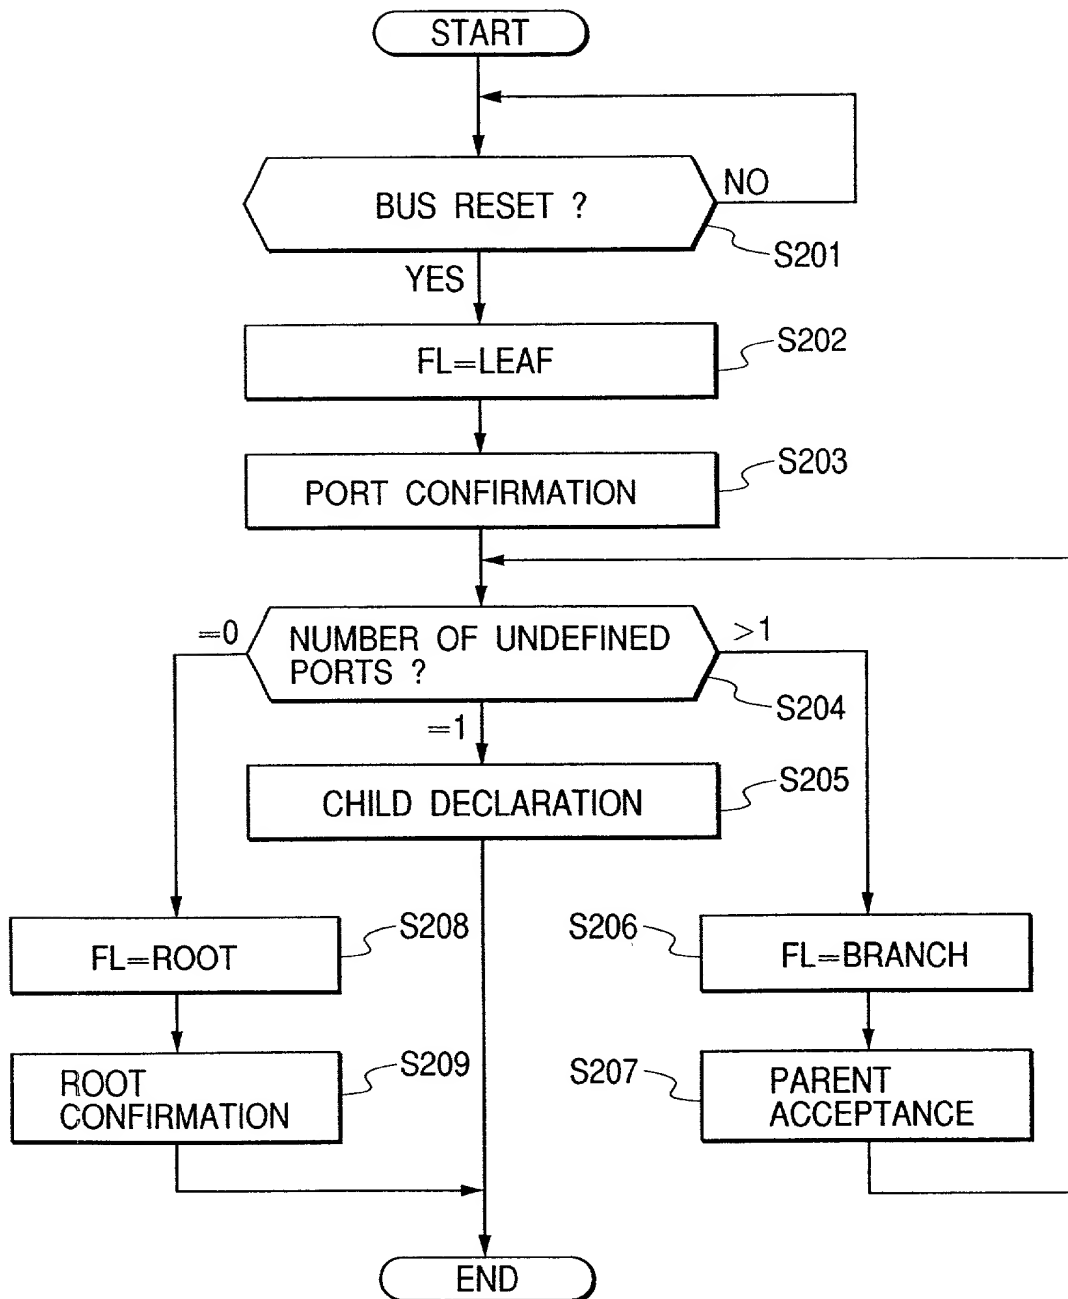 START
BUS RESET ?
NO
S201
YES
S202
FL=LEAF
S203
PORT CONFIRMATION
=0
NUMBER OF UNDEFINED
PORTS ?
>1
S204
=1
S205
CHILD DECLARATION
S208
FL=ROOT
S206
FL=BRANCH
S209
ROOT
CONFIRMATION
S207
PARENT
ACCEPTANCE
END